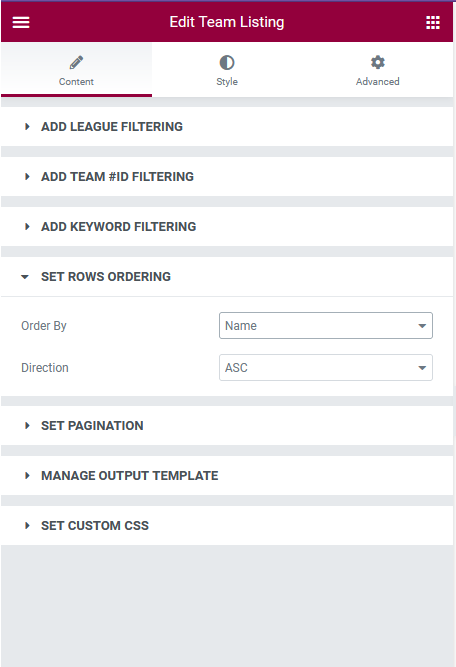 Edit Team Listing
Content Style Advanced
ADD LEAGUE FILTERING
ADD TEAM #ID FILTERING
ADD KEYWORD FILTERING
SET ROWS ORDERING
Order By Name
Direction ASC
SET PAGINATION
MANAGE OUTPUT TEMPLATE
SET CUSTOM CSS